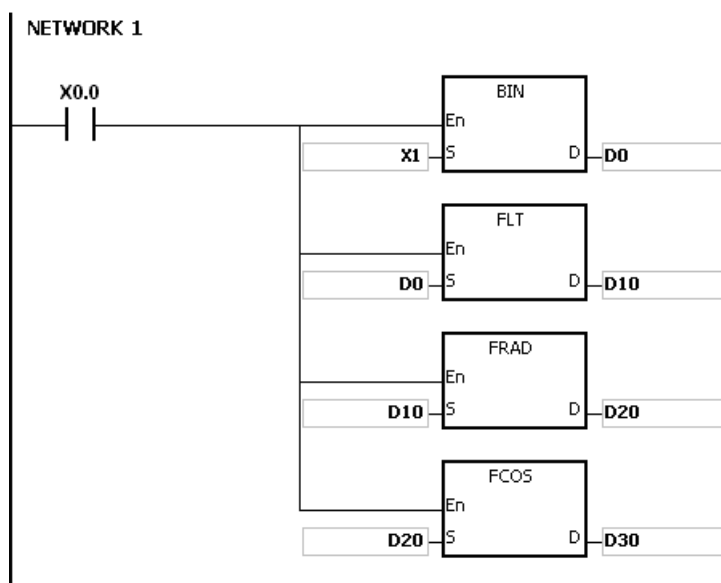 NETWORK 1
X0.0
BIN
En
X1 S D D0
FLT
En
D0 S D D10
FRAD
En
D10 S D D20
FCOS
En
D20 S D D30